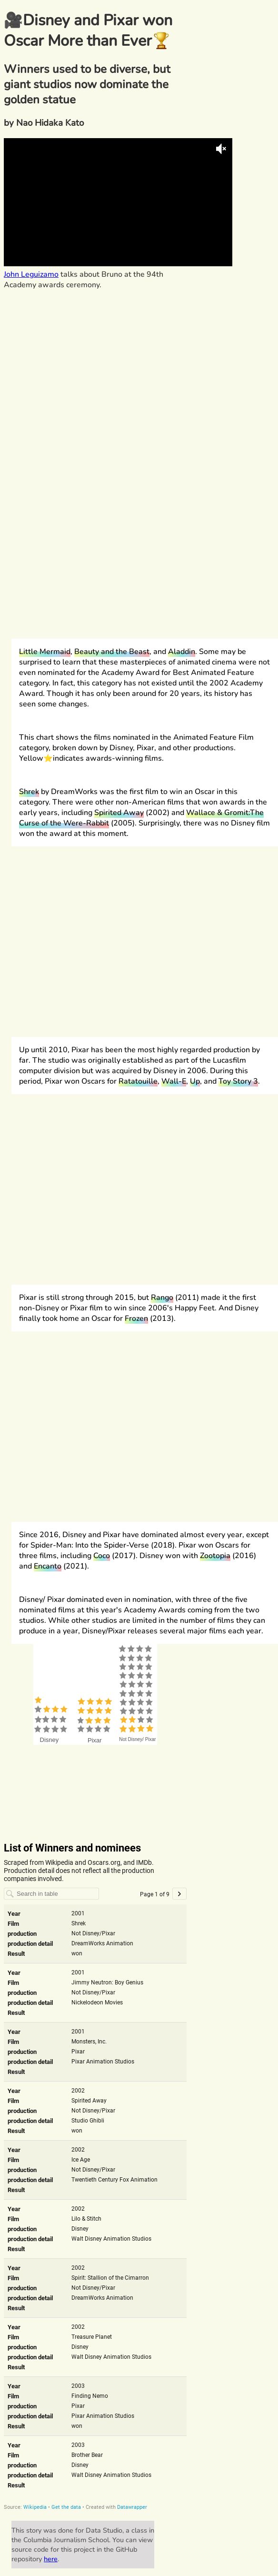 🎥Disney and Pixar won
Oscar More than Ever🏆
Winners used to be diverse, but
giant studios now dominate the
golden statue
by Nao Hidaka Kato
John Leguizamo talks about Bruno at the 94th
Academy awards ceremony.
Little Mermaid, Beauty and the Beast, and Aladdin. Some may be
surprised to learn that these masterpieces of animated cinema were not
even nominated for the Academy Award for Best Animated Feature
category. In fact, this category has not existed until the 2002 Academy
Award. Though it has only been around for 20 years, its history has
seen some changes.
This chart shows the films nominated in the Animated Feature Film
category, broken down by Disney, Pixar, and other productions.
Yellow⭐indicates awards-winning films.
Shrek by DreamWorks was the first film to win an Oscar in this
category. There were also non-American films that won awards in the
early years, including Spirited Away (2002) and Wallace & Gromit:The
Curse of the Were-Rabbit (2005). Surprisingly, there was no Disney film
won the award at this moment.
Up until 2010, Pixar has been the most highly regarded production by
far. The studio was originally established as part of the Lucasfilm
computer division but was acquired by Disney in 2006. During this
period, Pixar won Oscars for Ratatouille, Wall-E, Up, and Toy Story 3.
Pixar is still strong through 2015, but Rango (2011) made it the first
non-Disney or Pixar film to win since 2006's Happy Feet. And Disney
finally took home an Oscar for Frozen (2013).
Since 2016, Disney and Pixar have dominated almost every year, except
for Spider-Man: Into the Spider-Verse (2018). Pixar won Oscars for
three films, including Coco (2017). Disney won with Zootopia (2016)
and Encanto (2021).
Disney/ Pixar dominated even in nomination, with three of the five
nominated films at this year's Academy Awards coming from the two
studios. While other studios are limited in the number of films they can
produce in a year, Disney/Pixar releases several major films each year.
Disney
Pixar
Not Disney/ Pixar
List of Winners and nominees
Scraped from Wikipedia and Oscars.org, and IMDb.
Production detail does not reflect all the production
companies involved.
Search in table
Page 1 of 9
Year 2001
Film Shrek
production Not Disney/Pixar
production detail DreamWorks Animation
Result won
Year 2001
Film Jimmy Neutron: Boy Genius
production Not Disney/Pixar
production detail Nickelodeon Movies
Result
Year 2001
Film Monsters, Inc.
production Pixar
production detail Pixar Animation Studios
Result
Year 2002
Film Spirited Away
production Not Disney/Pixar
production detail Studio Ghibli
Result won
Year 2002
Film Ice Age
production Not Disney/Pixar
production detail Twentieth Century Fox Animation
Result
Year 2002
Film Lilo & Stitch
production Disney
production detail Walt Disney Animation Studios
Result
Year 2002
Film Spirit: Stallion of the Cimarron
production Not Disney/Pixar
production detail DreamWorks Animation
Result
Year 2002
Film Treasure Planet
production Disney
production detail Walt Disney Animation Studios
Result
Year 2003
Film Finding Nemo
production Pixar
production detail Pixar Animation Studios
Result won
Year 2003
Film Brother Bear
production Disney
production detail Walt Disney Animation Studios
Result
Source: Wikipedia • Get the data • Created with Datawrapper
This story was done for Data Studio, a class in
the Columbia Journalism School. You can view
source code for this project in the GitHub
repository here.